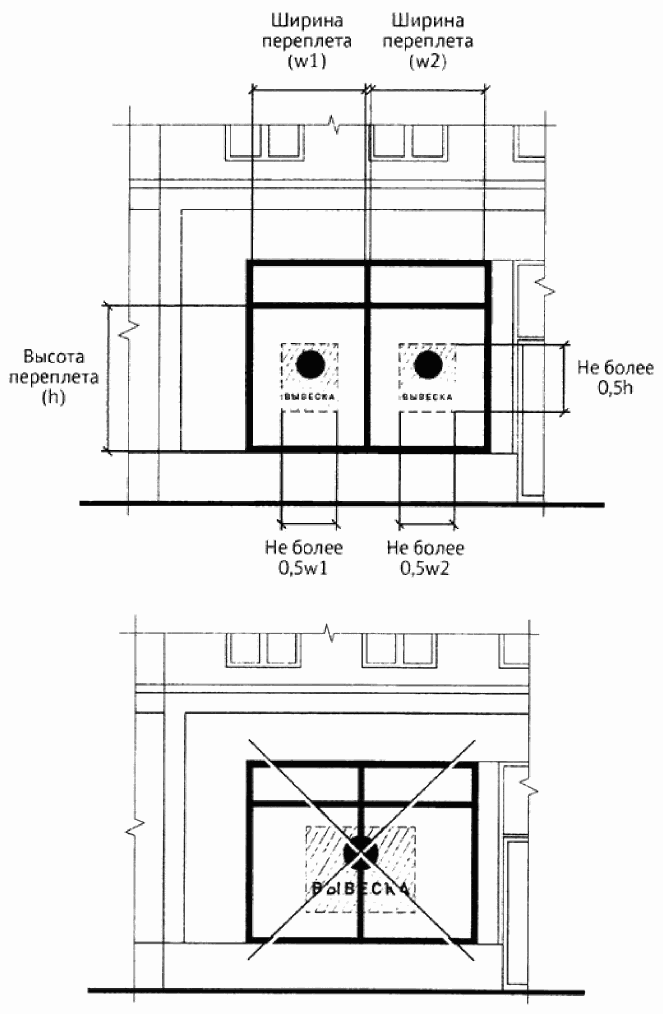 Ширина
переплета
(w1)
Ширина
переплета
(w2)
Высота
переплета
(h)
ВЫВЕСКА
ВЫВЕСКА
Не более
0,5h
Не более
0,5w1
Не более
0,5w2
ВЫВЕСКА